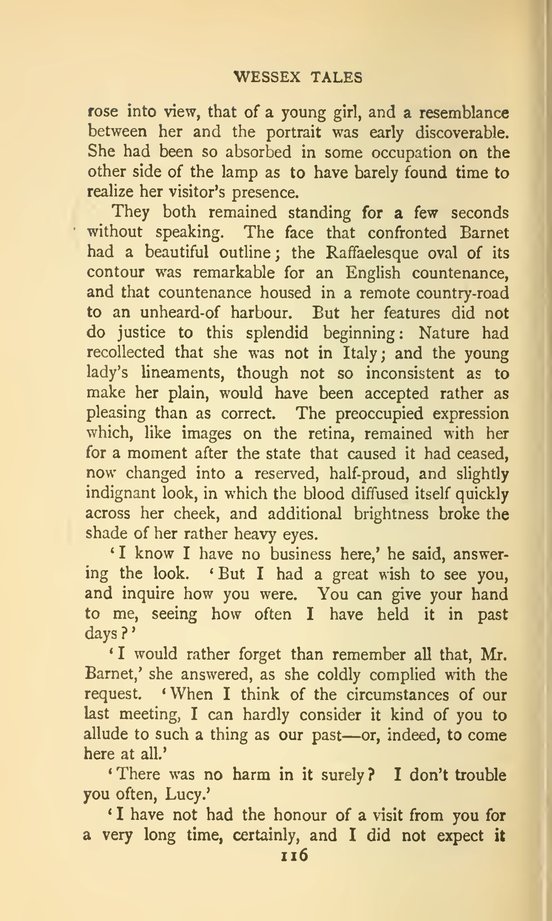 WESSEX TALES
rose into view, that of a young girl, and a resemblance
between her and the portrait was early discoverable.
She had been so absorbed in some occupation on the
other side of the lamp as to have barely found time to
realize her visitor's presence.
They both remained standing for a few seconds
without speaking. The face that confronted Barnet
had a beautiful outline; the Raffaelesque oval of its
contour was remarkable for an English countenance,
and that countenance housed in a remote country-road
to an unheard-of harbour. But her features did not
do justice to this splendid beginning: Nature had
recollected that she was not in Italy; and the young
lady's lineaments, though not so inconsistent as to
make her plain, would have been accepted rather as
pleasing than as correct. The preoccupied expression
which, like images on the retina, remained with her
for a moment after the state that caused it had ceased,
now changed into a reserved, half-proud, and slightly
indignant look, in which the blood diffused itself quickly
across her cheek, and additional brightness broke the
shade of her rather heavy eyes.
'I know I have no business here,' he said, answer-
ing the look. 'But I had a great wish to see you,
and inquire how you were. You can give your hand
to me, seeing how often I have held it in past
days?'
'I would rather forget than remember all that, Mr.
Barnet,' she answered, as she coldly complied with the
request. 'When I think of the circumstances of our
last meeting, I can hardly consider it kind of you to
allude to such a thing as our past—or, indeed, to come
here at all.'
'There was no harm in it surely? I don't trouble
you often, Lucy.'
'I have not had the honour of a visit from you for
a very long time, certainly, and I did not expect it
116